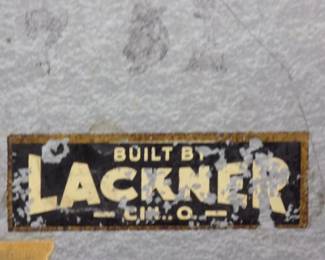 BUILT BY
LACKNER
CIN. O.